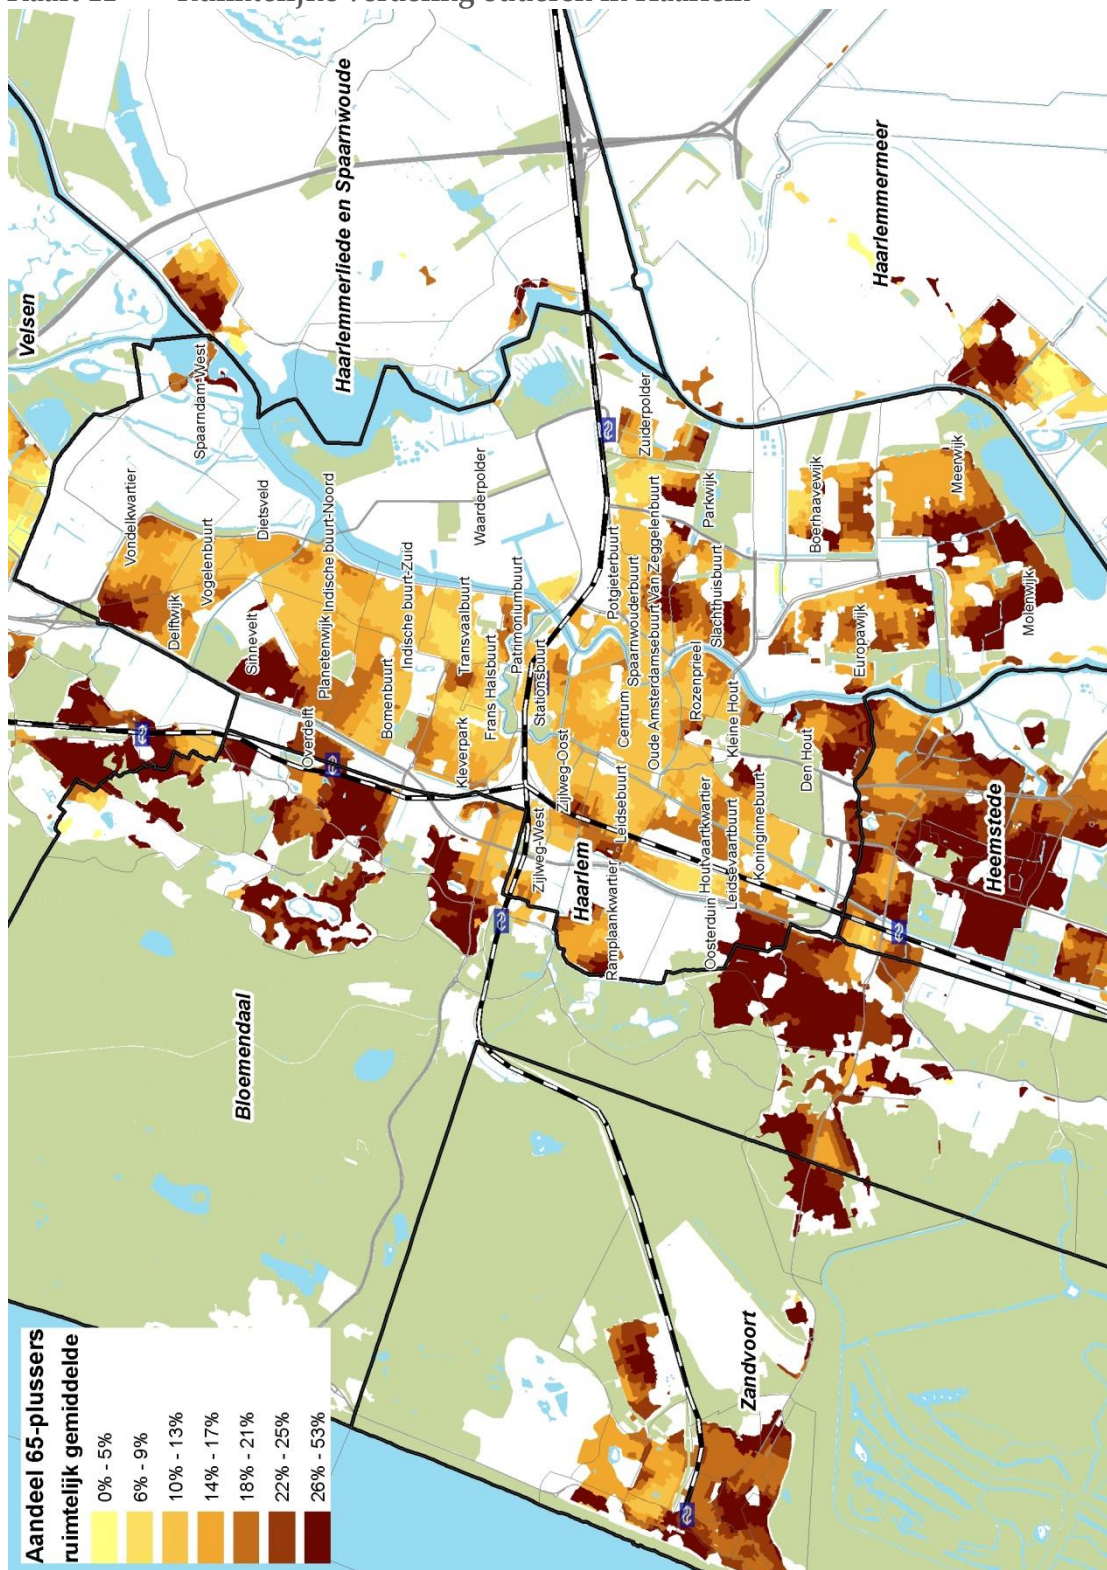 Aandeel 65-plussers
ruimtelijk gemiddelde
0% - 5%
6% - 9%
10% - 13%
14% - 17%
18% - 21%
22% - 25%
26% - 53%
Velsen
Haarlemmerliede en Spaarnwoude
Haarlemmermeer
Bloemendaal
Haarlem
Heemstede
Zandvoort
Spaarndam-West
Vondelkwartier
Vogelenbuurt
Delftwijk
Dietsveld
Sinnevelt
Planetenwijk
Indische buurt-Noord
Overdelft
Bomenbuurt
Indische buurt-Zuid
Waarderpolder
Transvaalbuurt
Kleverpark
Frans Halsbuurt
Patrimoniumbuurt
Stationsbuurt
Zijlweg-Oost
Zijlweg-West
Centrum
Leidsebuurt
Potgieterbuurt
Spaarnwouderbuurt
Oude Amsterdamsebuurt
Van Zeggelenbuurt
Zuiderpolder
Parkwijk
Slachthuisbuurt
Rozenprieel
Kleine Hout
Ramplaankwartier
Houtvaartkwartier
Oosterduin
Leidsevaartbuurt
Koninginnebuurt
Den Hout
Boerhaavewijk
Europawijk
Meerwijk
Molenwijk